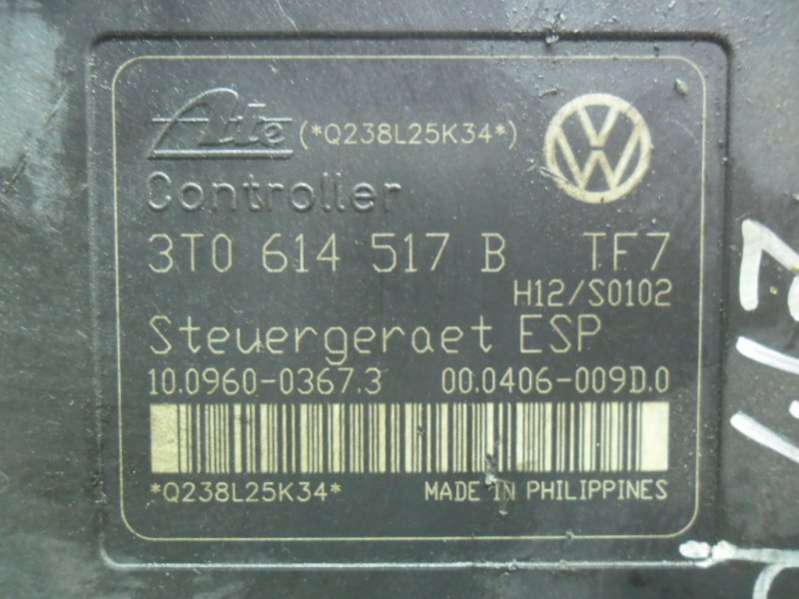 Ate (*Q238L25K34*)
Controller
3T0 614 517 B TF7
H12/S0102
Steuergeraet ESP
10.0960-0367.3 00.0406-009D.0
*Q238L25K34* MADE IN PHILIPPINES